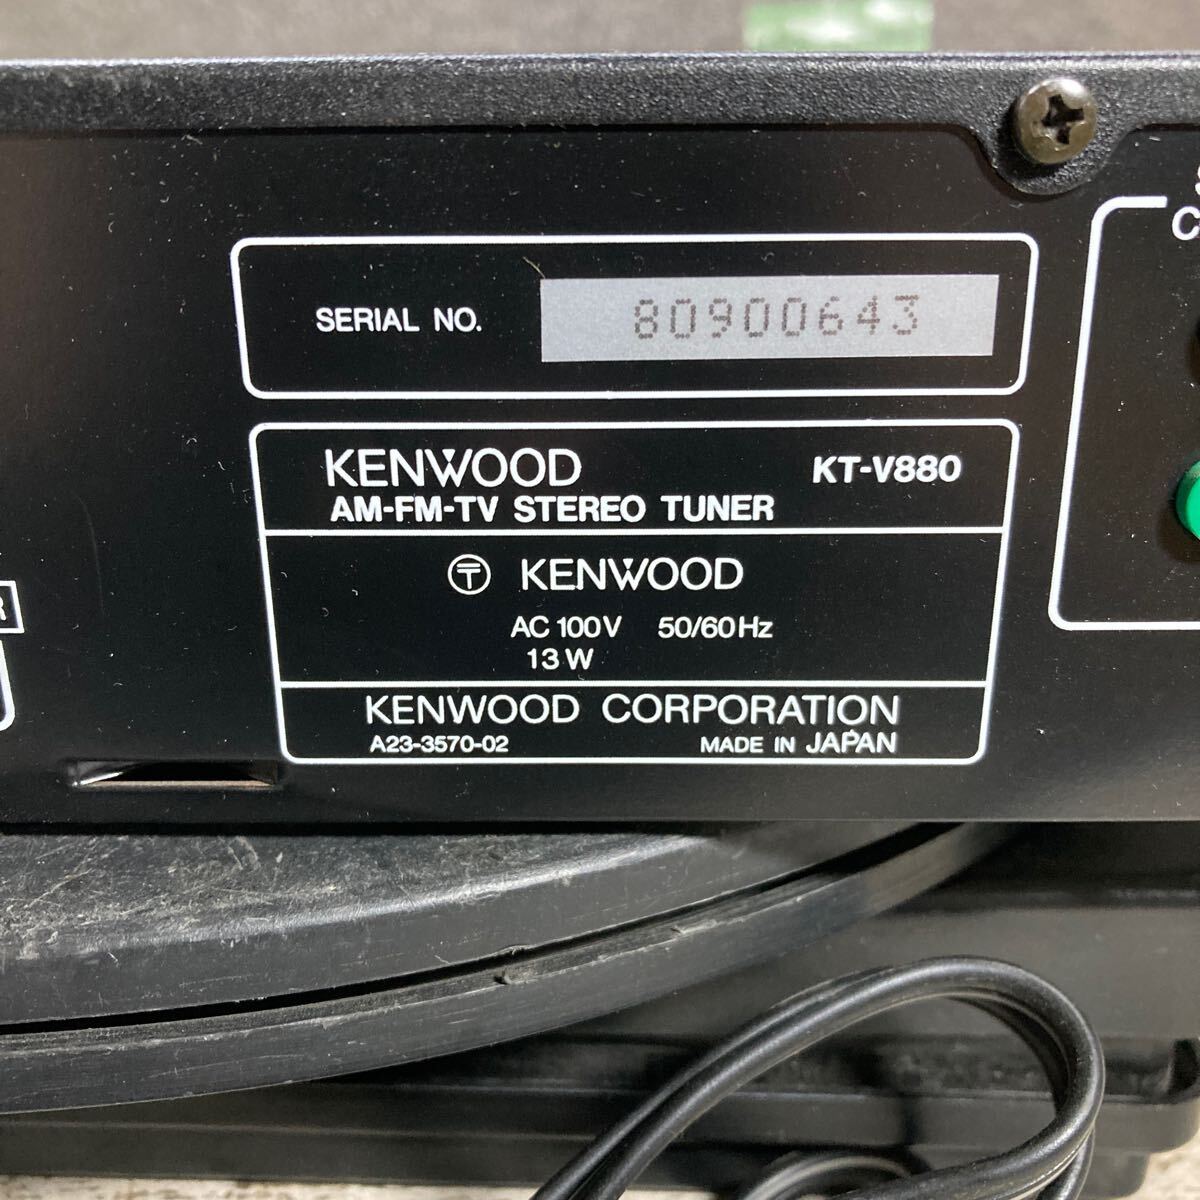 SERIAL NO. 80900643
KENWOOD KT-V880
AM-FM-TV STEREO TUNER
〒 KENWOOD
AC 100V 50/60Hz
13 W
KENWOOD CORPORATION
A23-3570-02 MADE IN JAPAN